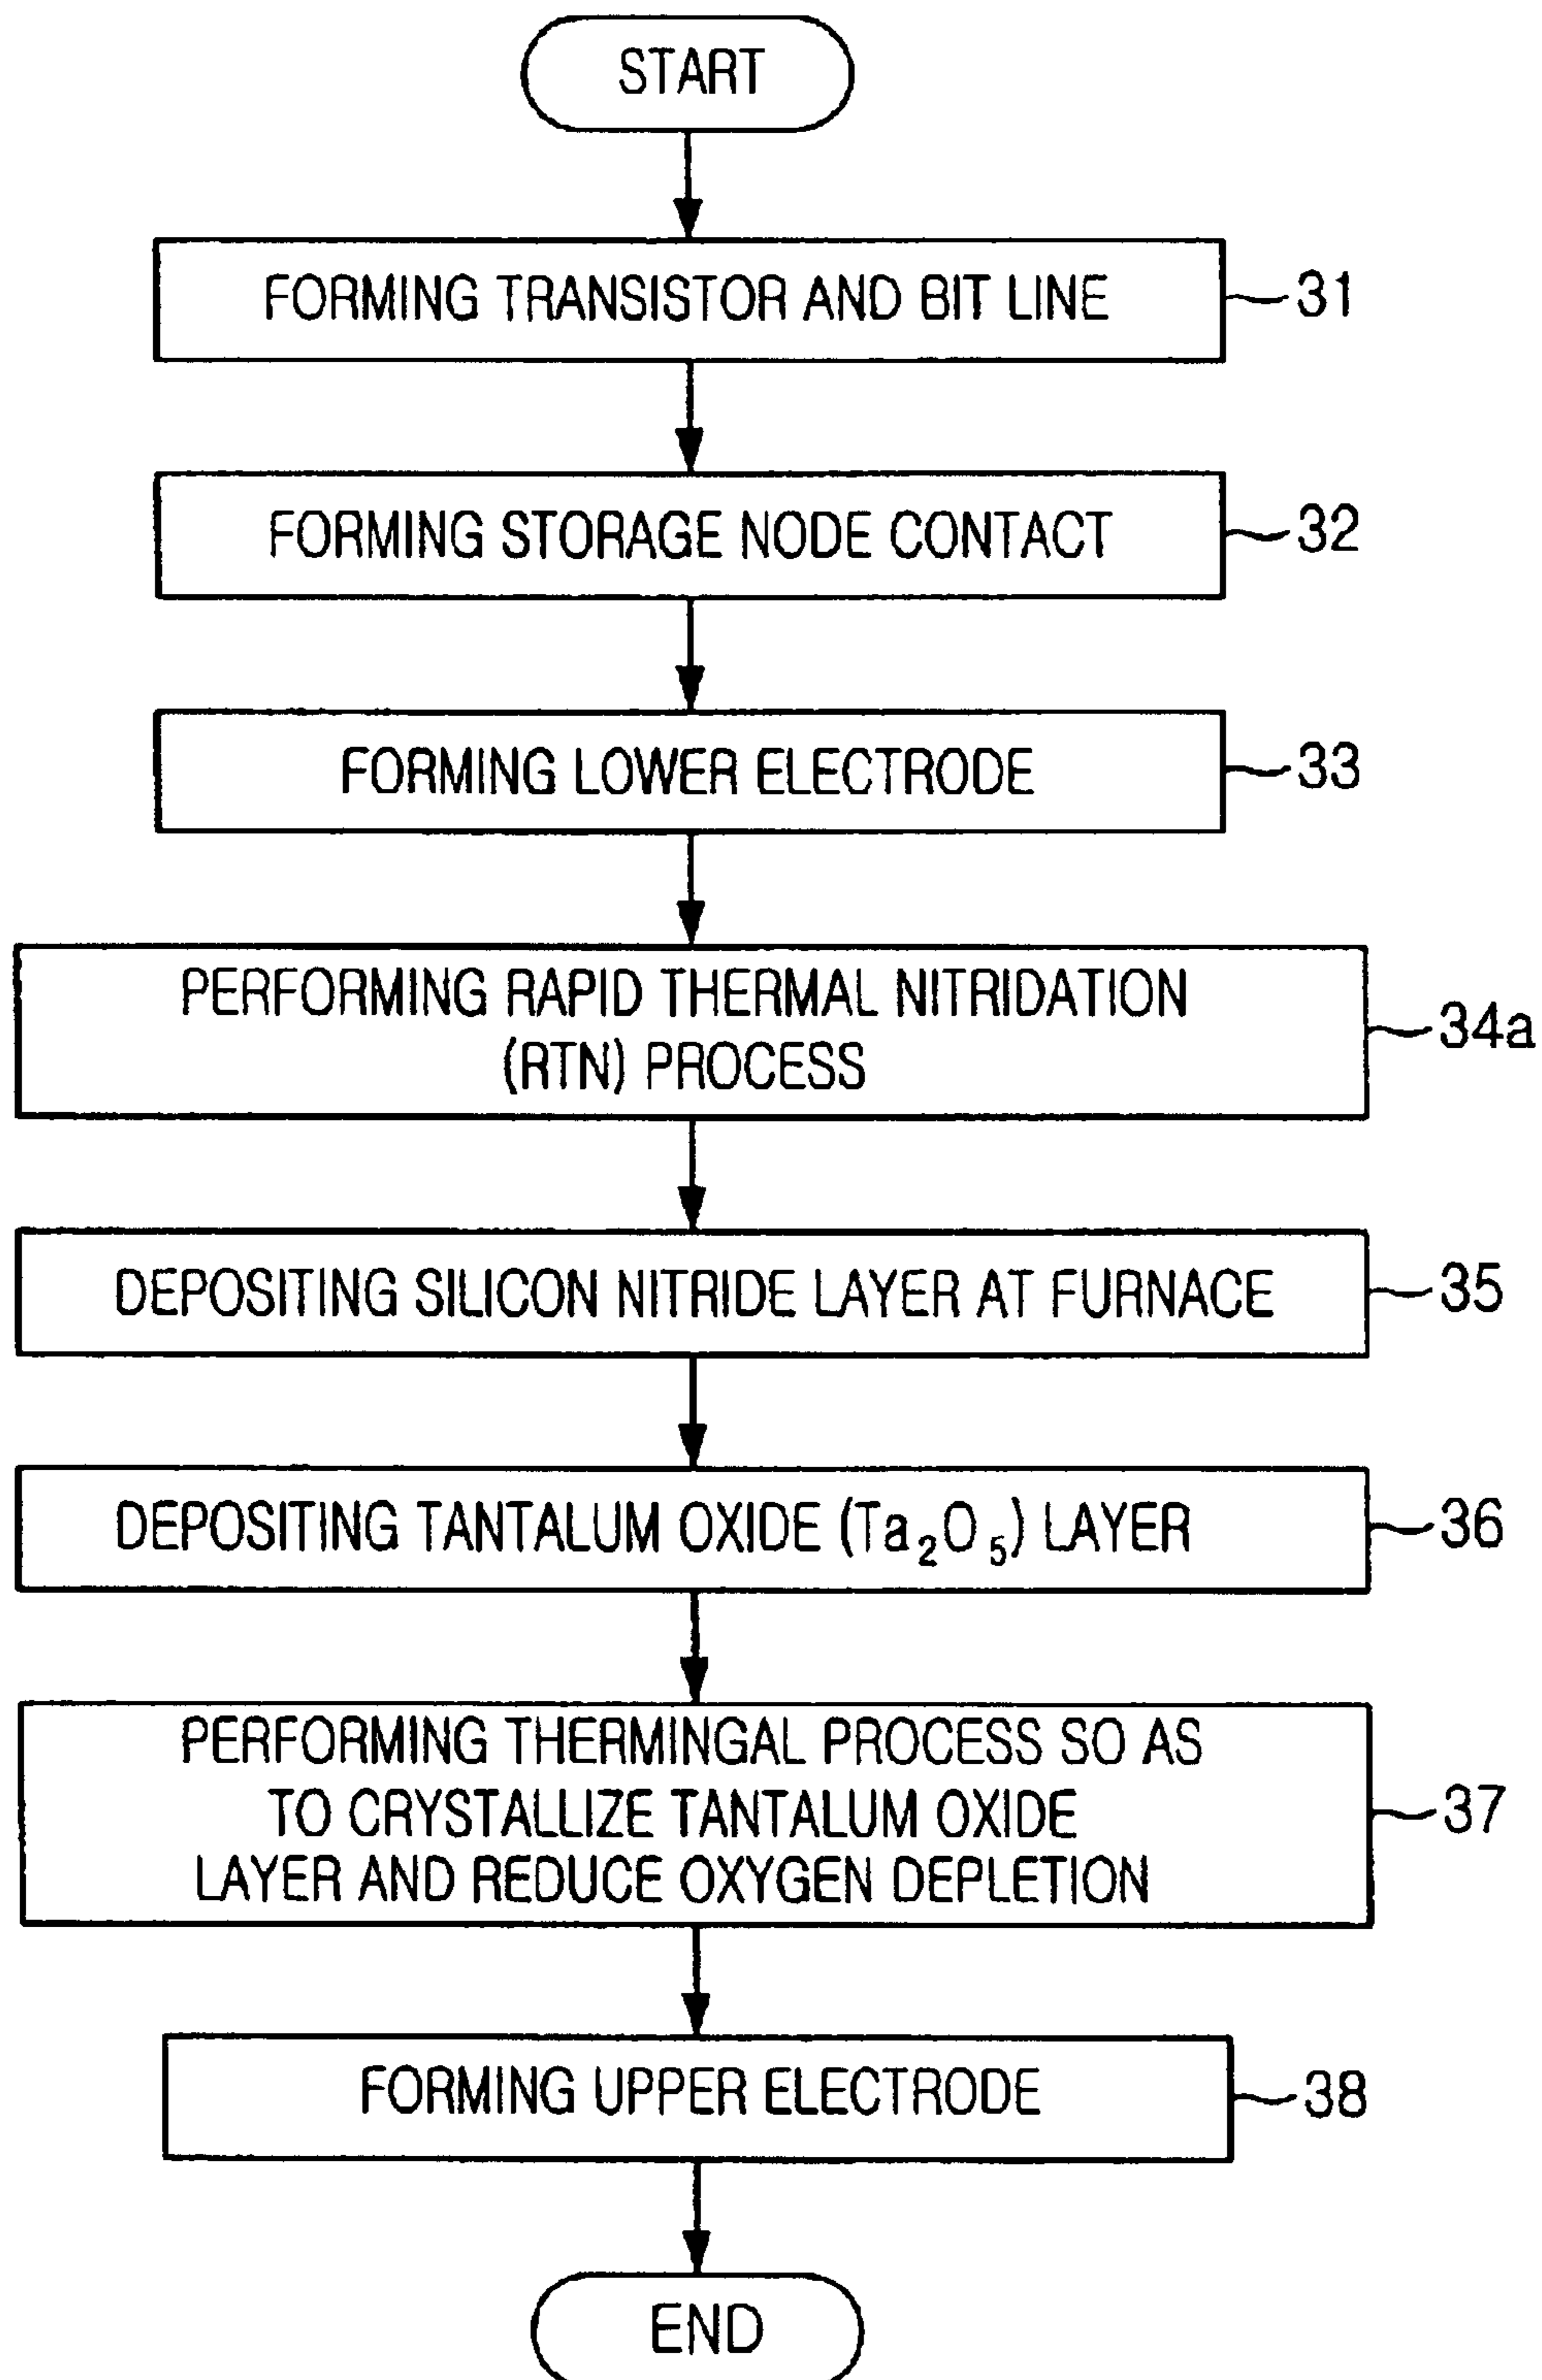 START
FORMING TRANSISTOR AND BIT LINE
31
FORMING STORAGE NODE CONTACT
32
FORMING LOWER ELECTRODE
33
PERFORMING RAPID THERMAL NITRIDATION
(RTN) PROCESS
34a
DEPOSITING SILICON NITRIDE LAYER AT FURNACE
35
DEPOSITING TANTALUM OXIDE (Ta₂O₅) LAYER
36
PERFORMING THERMINGAL PROCESS SO AS
TO CRYSTALLIZE TANTALUM OXIDE
LAYER AND REDUCE OXYGEN DEPLETION
37
FORMING UPPER ELECTRODE
38
END